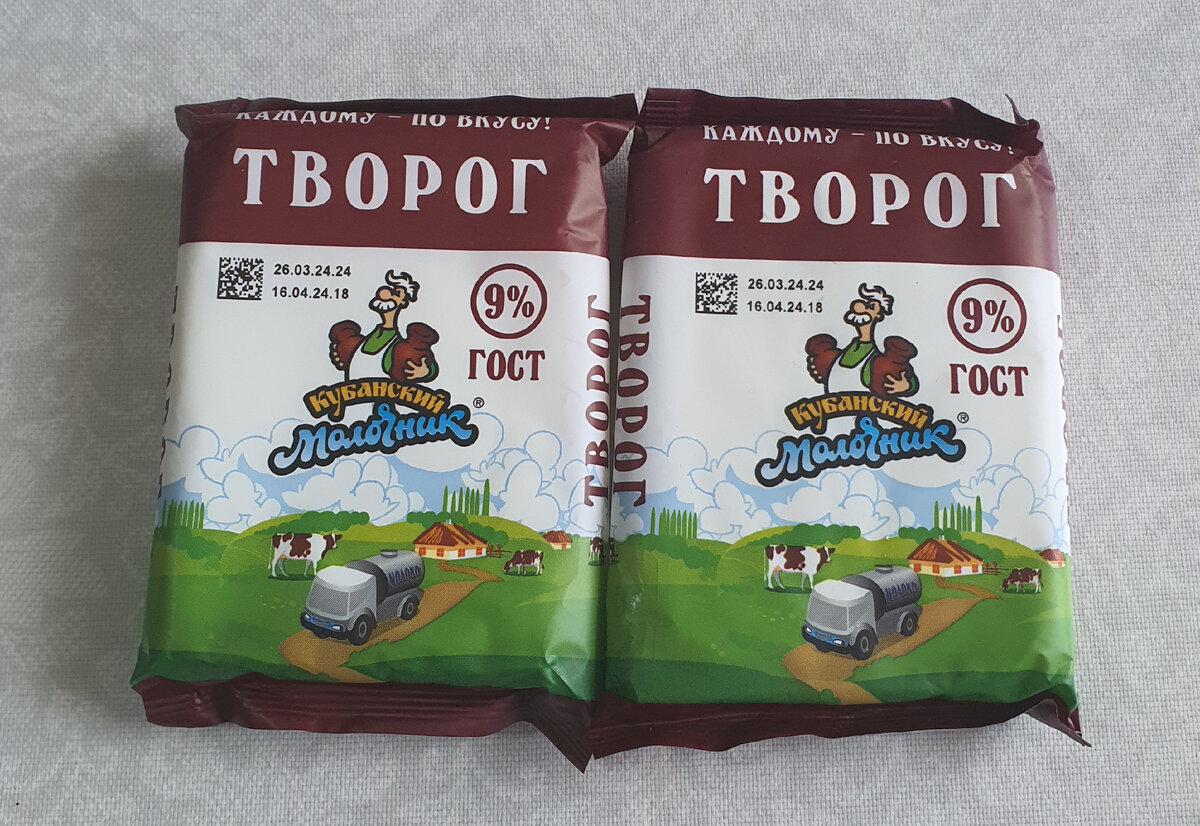 КАЖДОМУ – ПО ВКУСУ!
ТВОРОГ
26.03.24.24
16.04.24.18
9%
ГОСТ
Кубанский
Молочник ®
МОЛОКО
ТВОРОГ
КАЖДОМУ – ПО ВКУСУ!
ТВОРОГ
26.03.24.24
16.04.24.18
9%
ГОСТ
Кубанский
Молочник ®
МОЛОКО
ТВОРОГ